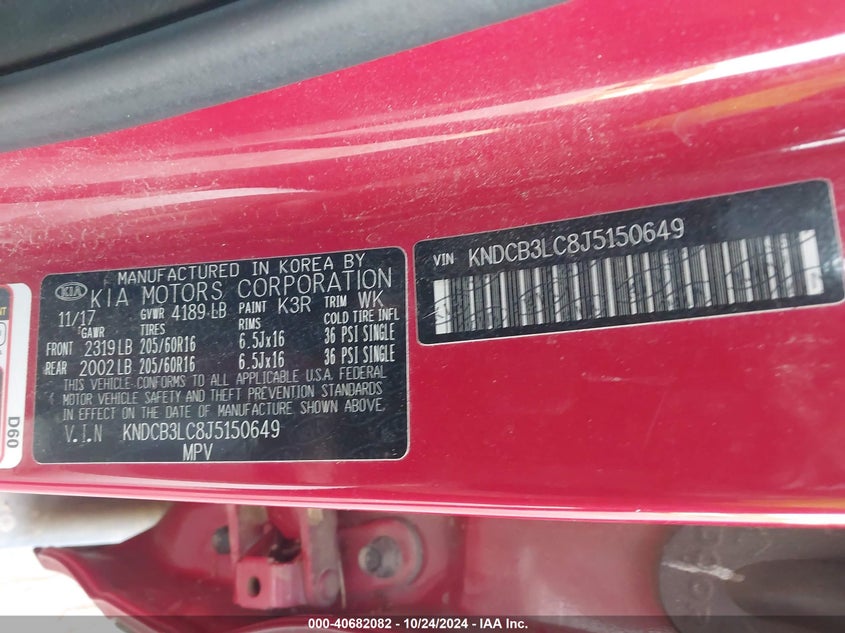 MANUFACTURED IN KOREA BY
KIA KIA MOTORS CORPORATION
11/17 GVWR 4189 LB PAINT K3R TRIM WK
GAWR TIRES RIMS COLD TIRE INFL
FRONT 2319 LB 205/60R16 6.5Jx16 36 PSI SINGLE
REAR 2002 LB 205/60R16 6.5Jx16 36 PSI SINGLE
THIS VEHICLE CONFORMS TO ALL APPLICABLE U.S.A. FEDERAL
MOTOR VEHICLE SAFETY AND THEFT PREVENTION STANDARDS
IN EFFECT ON THE DATE OF MANUFACTURE SHOWN ABOVE.
V.I.N KNDCB3LC8J5150649
MPV
VIN KNDCB3LC8J5150649
D60
000-40682082 - 10/24/2024 - IAA Inc.